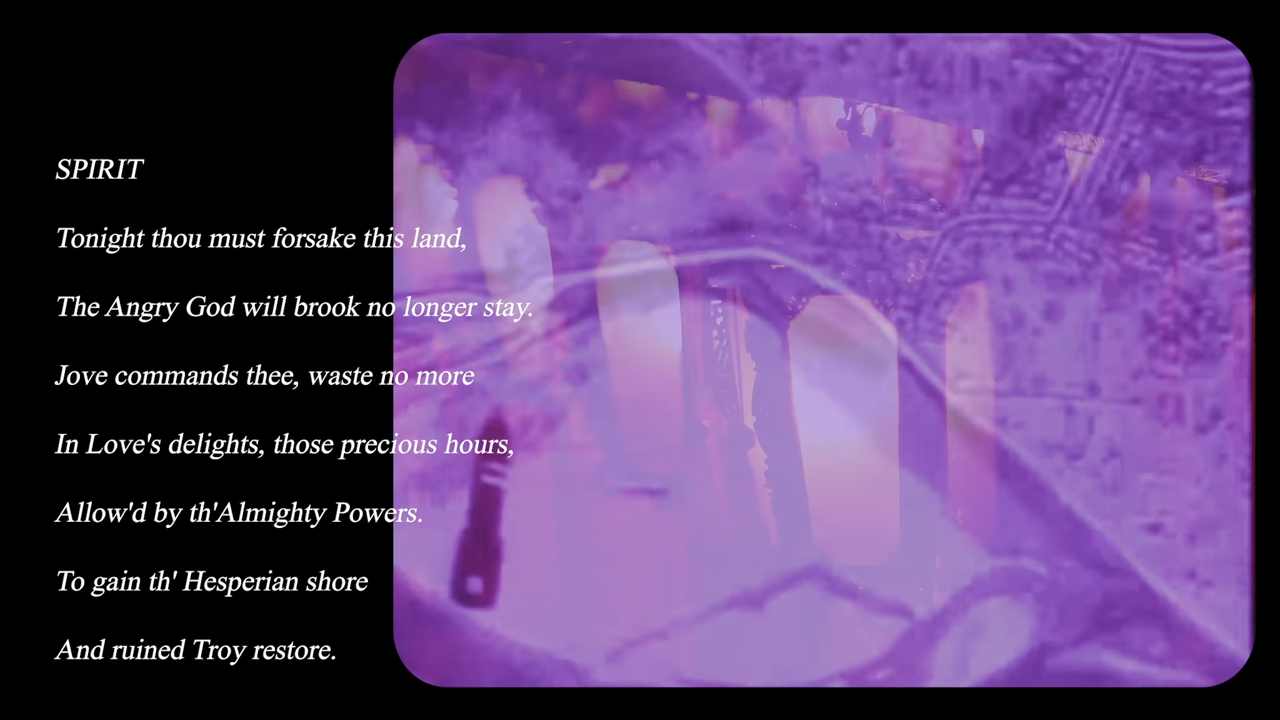 SPIRIT
Tonight thou must forsake this land,
The Angry God will brook no longer stay.
Jove commands thee, waste no more
In Love's delights, those precious hours,
Allow'd by th'Almighty Powers.
To gain th' Hesperian shore
And ruined Troy restore.